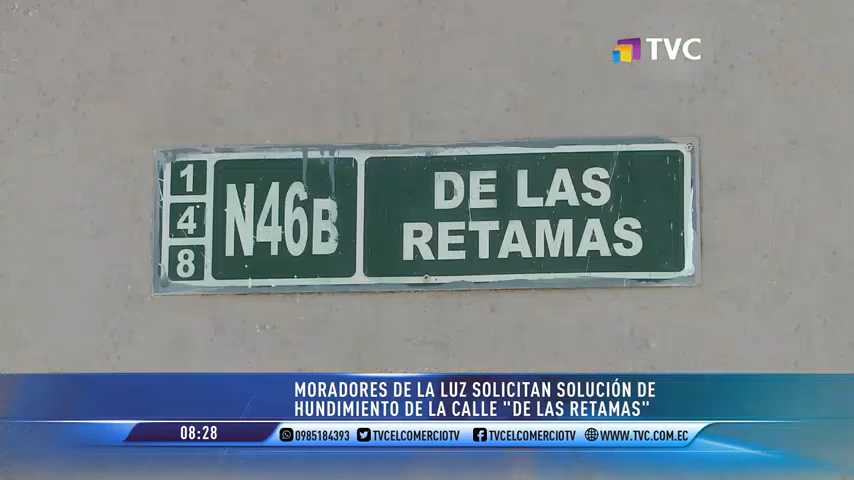 TVC
1
4
8
N46B
DE LAS
RETAMAS
MORADORES DE LA LUZ SOLICITAN SOLUCIÓN DE
HUNDIMIENTO DE LA CALLE "DE LAS RETAMAS"
08:28 0985184393 TVCELCOMERCIOTV TVCELCOMERCIOTV WWW.TVC.COM.EC